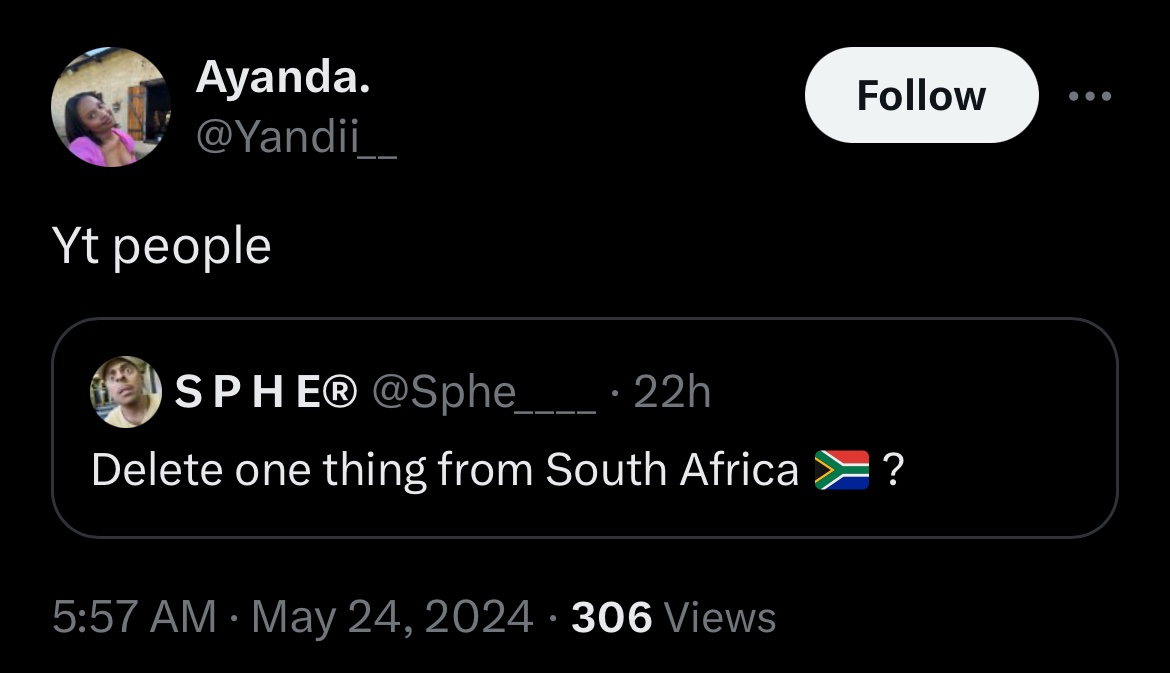 Ayanda.
Follow
@Yandii__
Yt people
S P H E® @Sphe____ · 22h
Delete one thing from South Africa 🇿🇦 ?
5:57 AM · May 24, 2024 · 306 Views